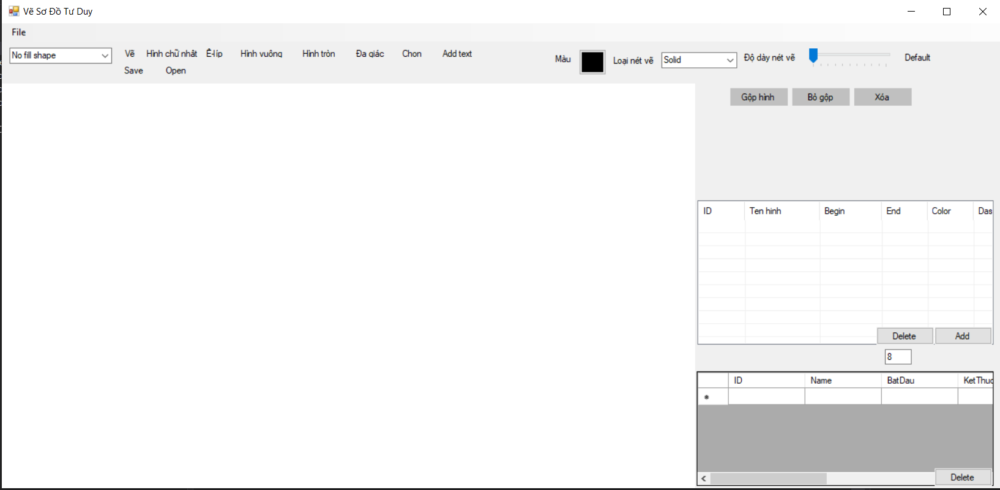 Vẽ Sơ Đồ Tư Duy
File
No fill shape
Vẽ Hình chữ nhật Ê-líp Hình vuông Hình tròn Đa giác Chọn Add text
Save Open
Màu Loại nét vẽ Solid Độ dày nét vẽ Default
Gộp hình Bỏ gộp Xóa
ID Ten hinh Begin End Color Das
Delete Add
8
ID Name BatDau KetThuc
Delete